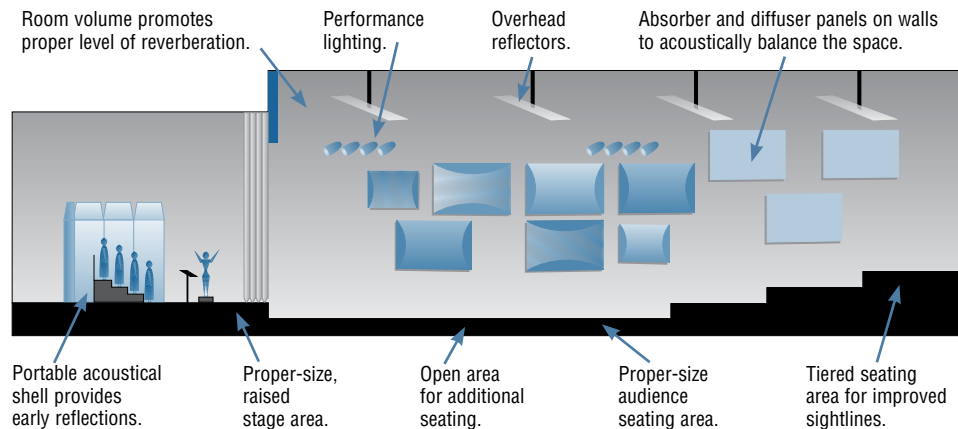 Room volume promotes
proper level of reverberation.
Performance
lighting.
Overhead
reflectors.
Absorber and diffuser panels on walls
to acoustically balance the space.
Portable acoustical
shell provides
early reflections.
Proper-size,
raised
stage area.
Open area
for additional
seating.
Proper-size
audience
seating area.
Tiered seating
area for improved
sightlines.